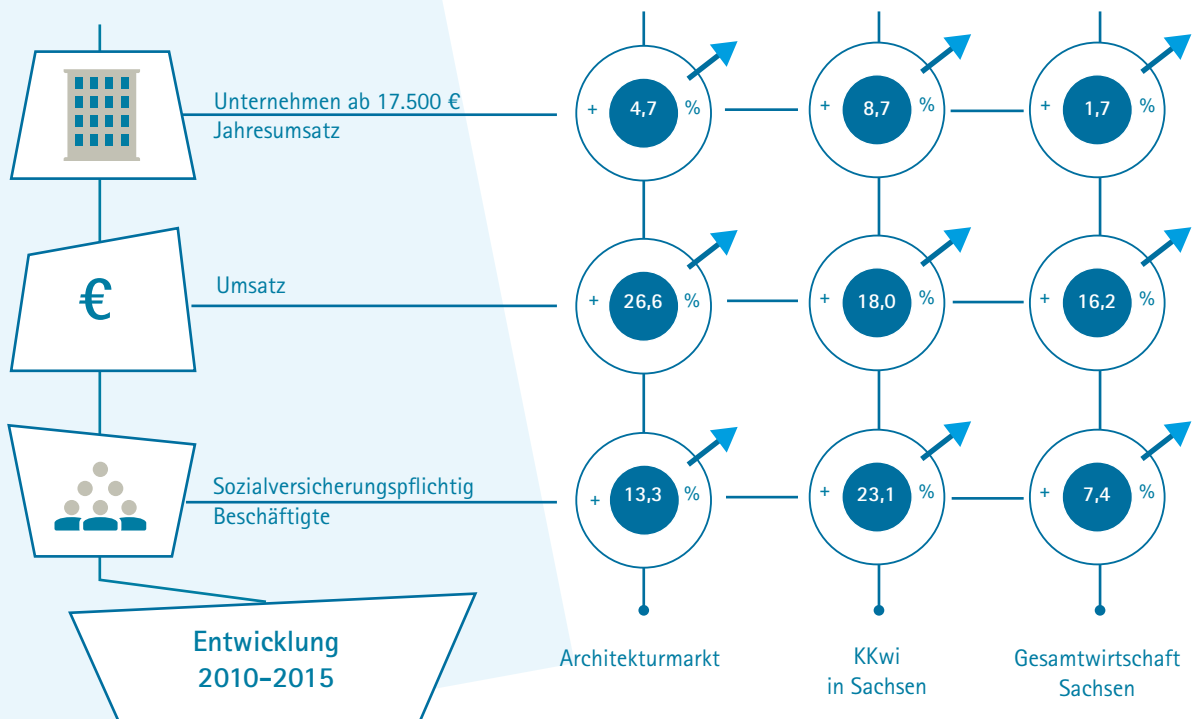 Unternehmen ab 17.500 €
Jahresumsatz
+ 4,7 %
+ 8,7 %
+ 1,7 %
€
Umsatz
+ 26,6 %
+ 18,0 %
+ 16,2 %
Sozialversicherungspflichtig
Beschäftigte
+ 13,3 %
+ 23,1 %
+ 7,4 %
Entwicklung
2010–2015
Architekturmarkt
KKwi
in Sachsen
Gesamtwirtschaft
Sachsen